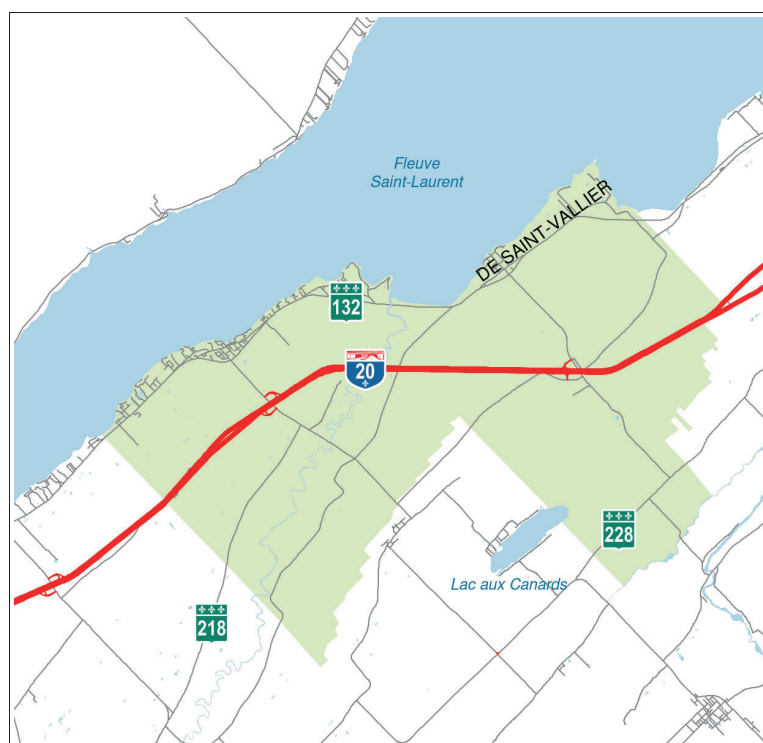 Fleuve
Saint-Laurent
DE SAINT-VALLIER
132
20
228
Lac aux Canards
218